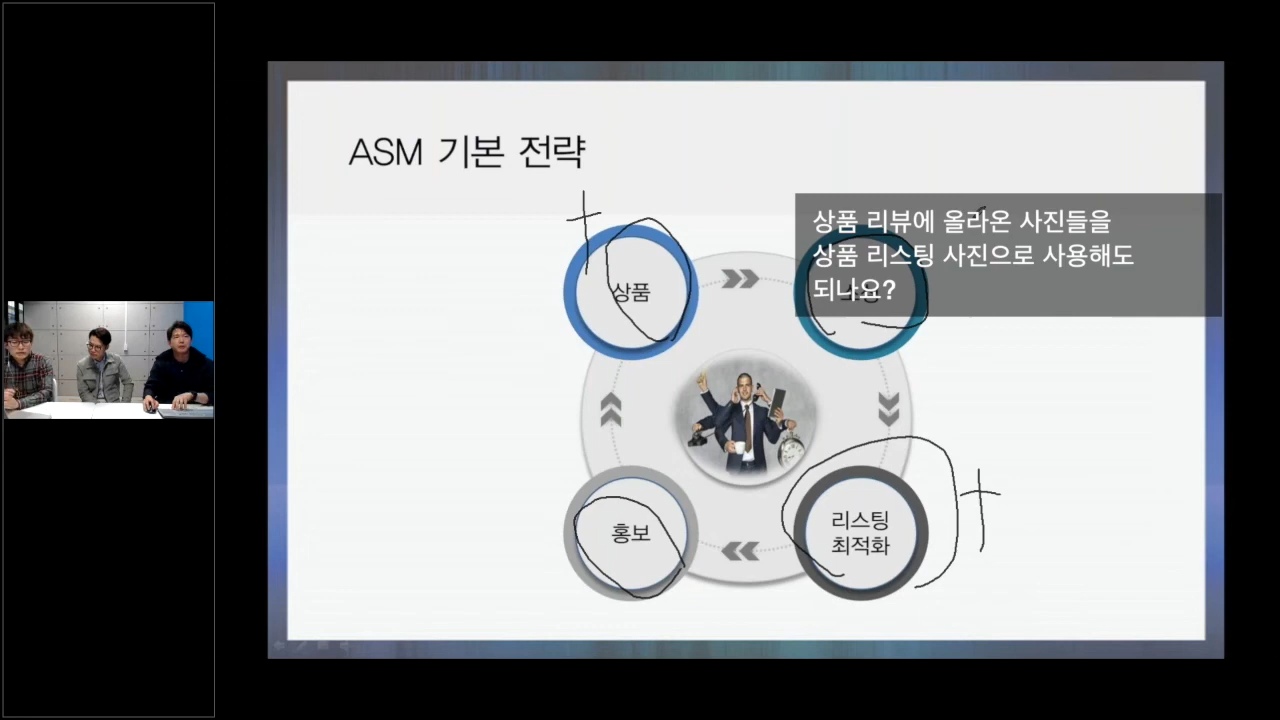 ASM 기본 전략
상품 리뷰에 올라온 사진들을
상품 리스팅 사진으로 사용해도
되나요?
상품
홍보
리스팅
최적화